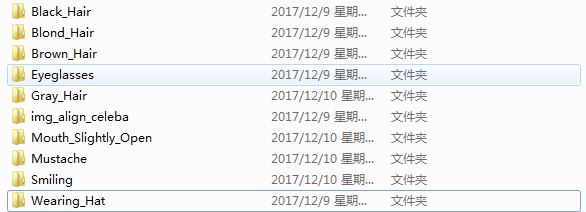 Black_Hair 2017/12/9 星期... 文件夹
Blond_Hair 2017/12/9 星期... 文件夹
Brown_Hair 2017/12/9 星期... 文件夹
Eyeglasses 2017/12/9 星期... 文件夹
Gray_Hair 2017/12/10 星期... 文件夹
img_align_celeba 2017/12/9 星期... 文件夹
Mouth_Slightly_Open 2017/12/10 星期... 文件夹
Mustache 2017/12/10 星期... 文件夹
Smiling 2017/12/10 星期... 文件夹
Wearing_Hat 2017/12/9 星期... 文件夹